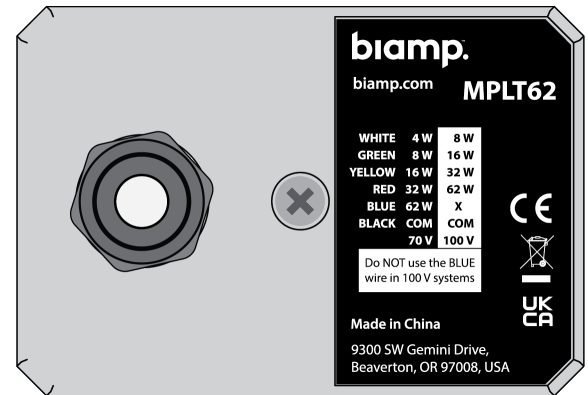 biamp.
biamp.com
MPLT62
WHITE 4 W 8 W
GREEN 8 W 16 W
YELLOW 16 W 32 W
RED 32 W 62 W
BLUE 62 W X
BLACK COM COM
70 V 100 V
Do NOT use the BLUE
wire in 100 V systems
CE
UK
CA
Made in China
9300 SW Gemini Drive,
Beaverton, OR 97008, USA